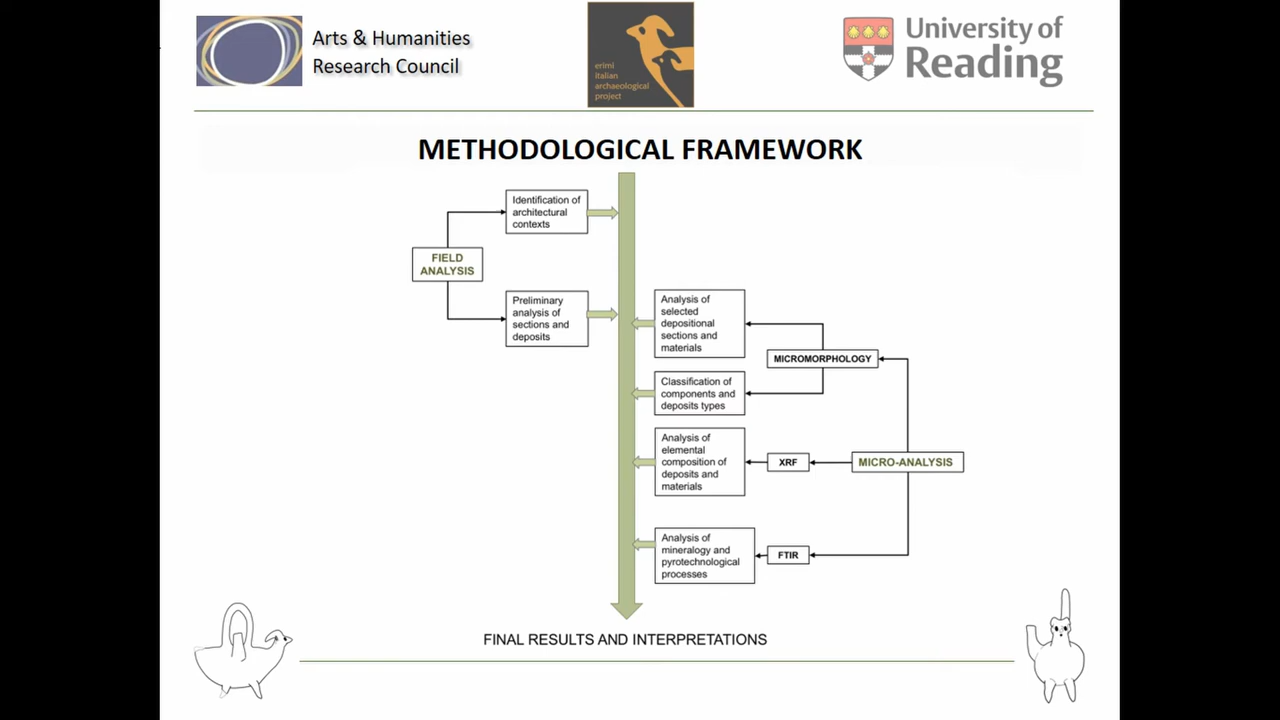 Arts & Humanities
Research Council
erimi
italian
archaeological
project
University of
Reading
METHODOLOGICAL FRAMEWORK
Identification of
architectural
contexts
FIELD
ANALYSIS
Preliminary
analysis of
sections and
deposits
Analysis of
selected
depositional
sections and
materials
MICROMORPHOLOGY
Classification of
components and
deposits types
Analysis of
elemental
composition of
deposits and
materials
XRF
MICRO-ANALYSIS
Analysis of
mineralogy and
pyrotechnological
processes
FTIR
FINAL RESULTS AND INTERPRETATIONS